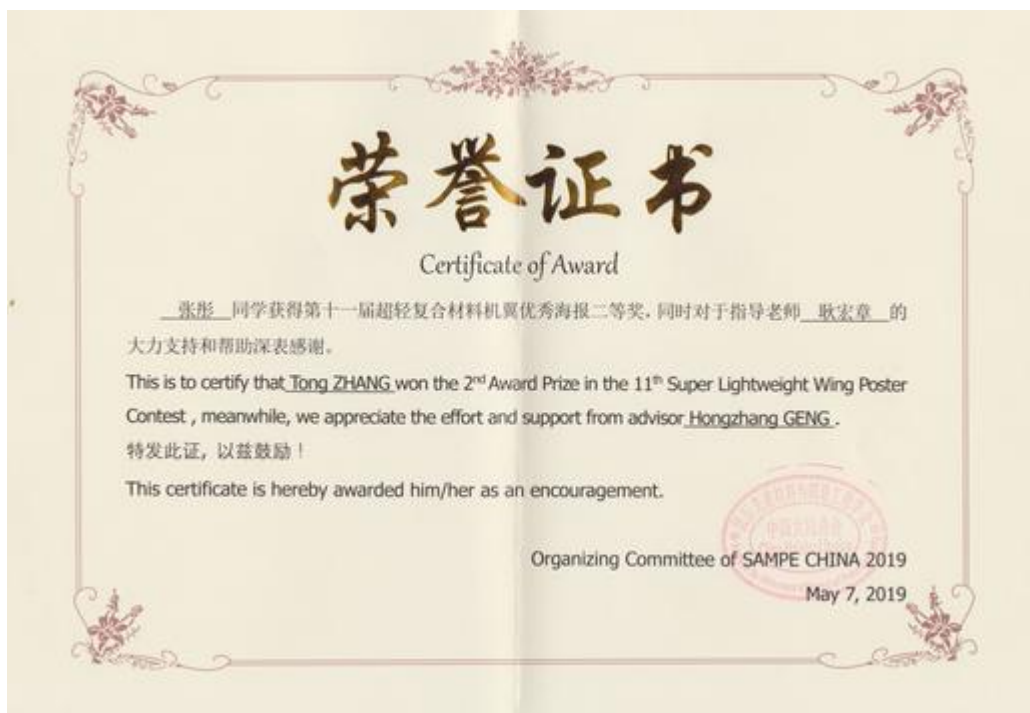 荣誉证书
Certificate of Award
张彤 同学获得第十一届超轻复合材料机翼优秀海报二等奖，同时对于指导老师 耿宏章 的
大力支持和帮助深表感谢。
This is to certify that Tong ZHANG won the 2nd Award Prize in the 11th Super Lightweight Wing Poster
Contest , meanwhile, we appreciate the effort and support from advisor Hongzhang GENG .
特发此证，以兹鼓励！
This certificate is hereby awarded him/her as an encouragement.
Organizing Committee of SAMPE CHINA 2019
May 7, 2019